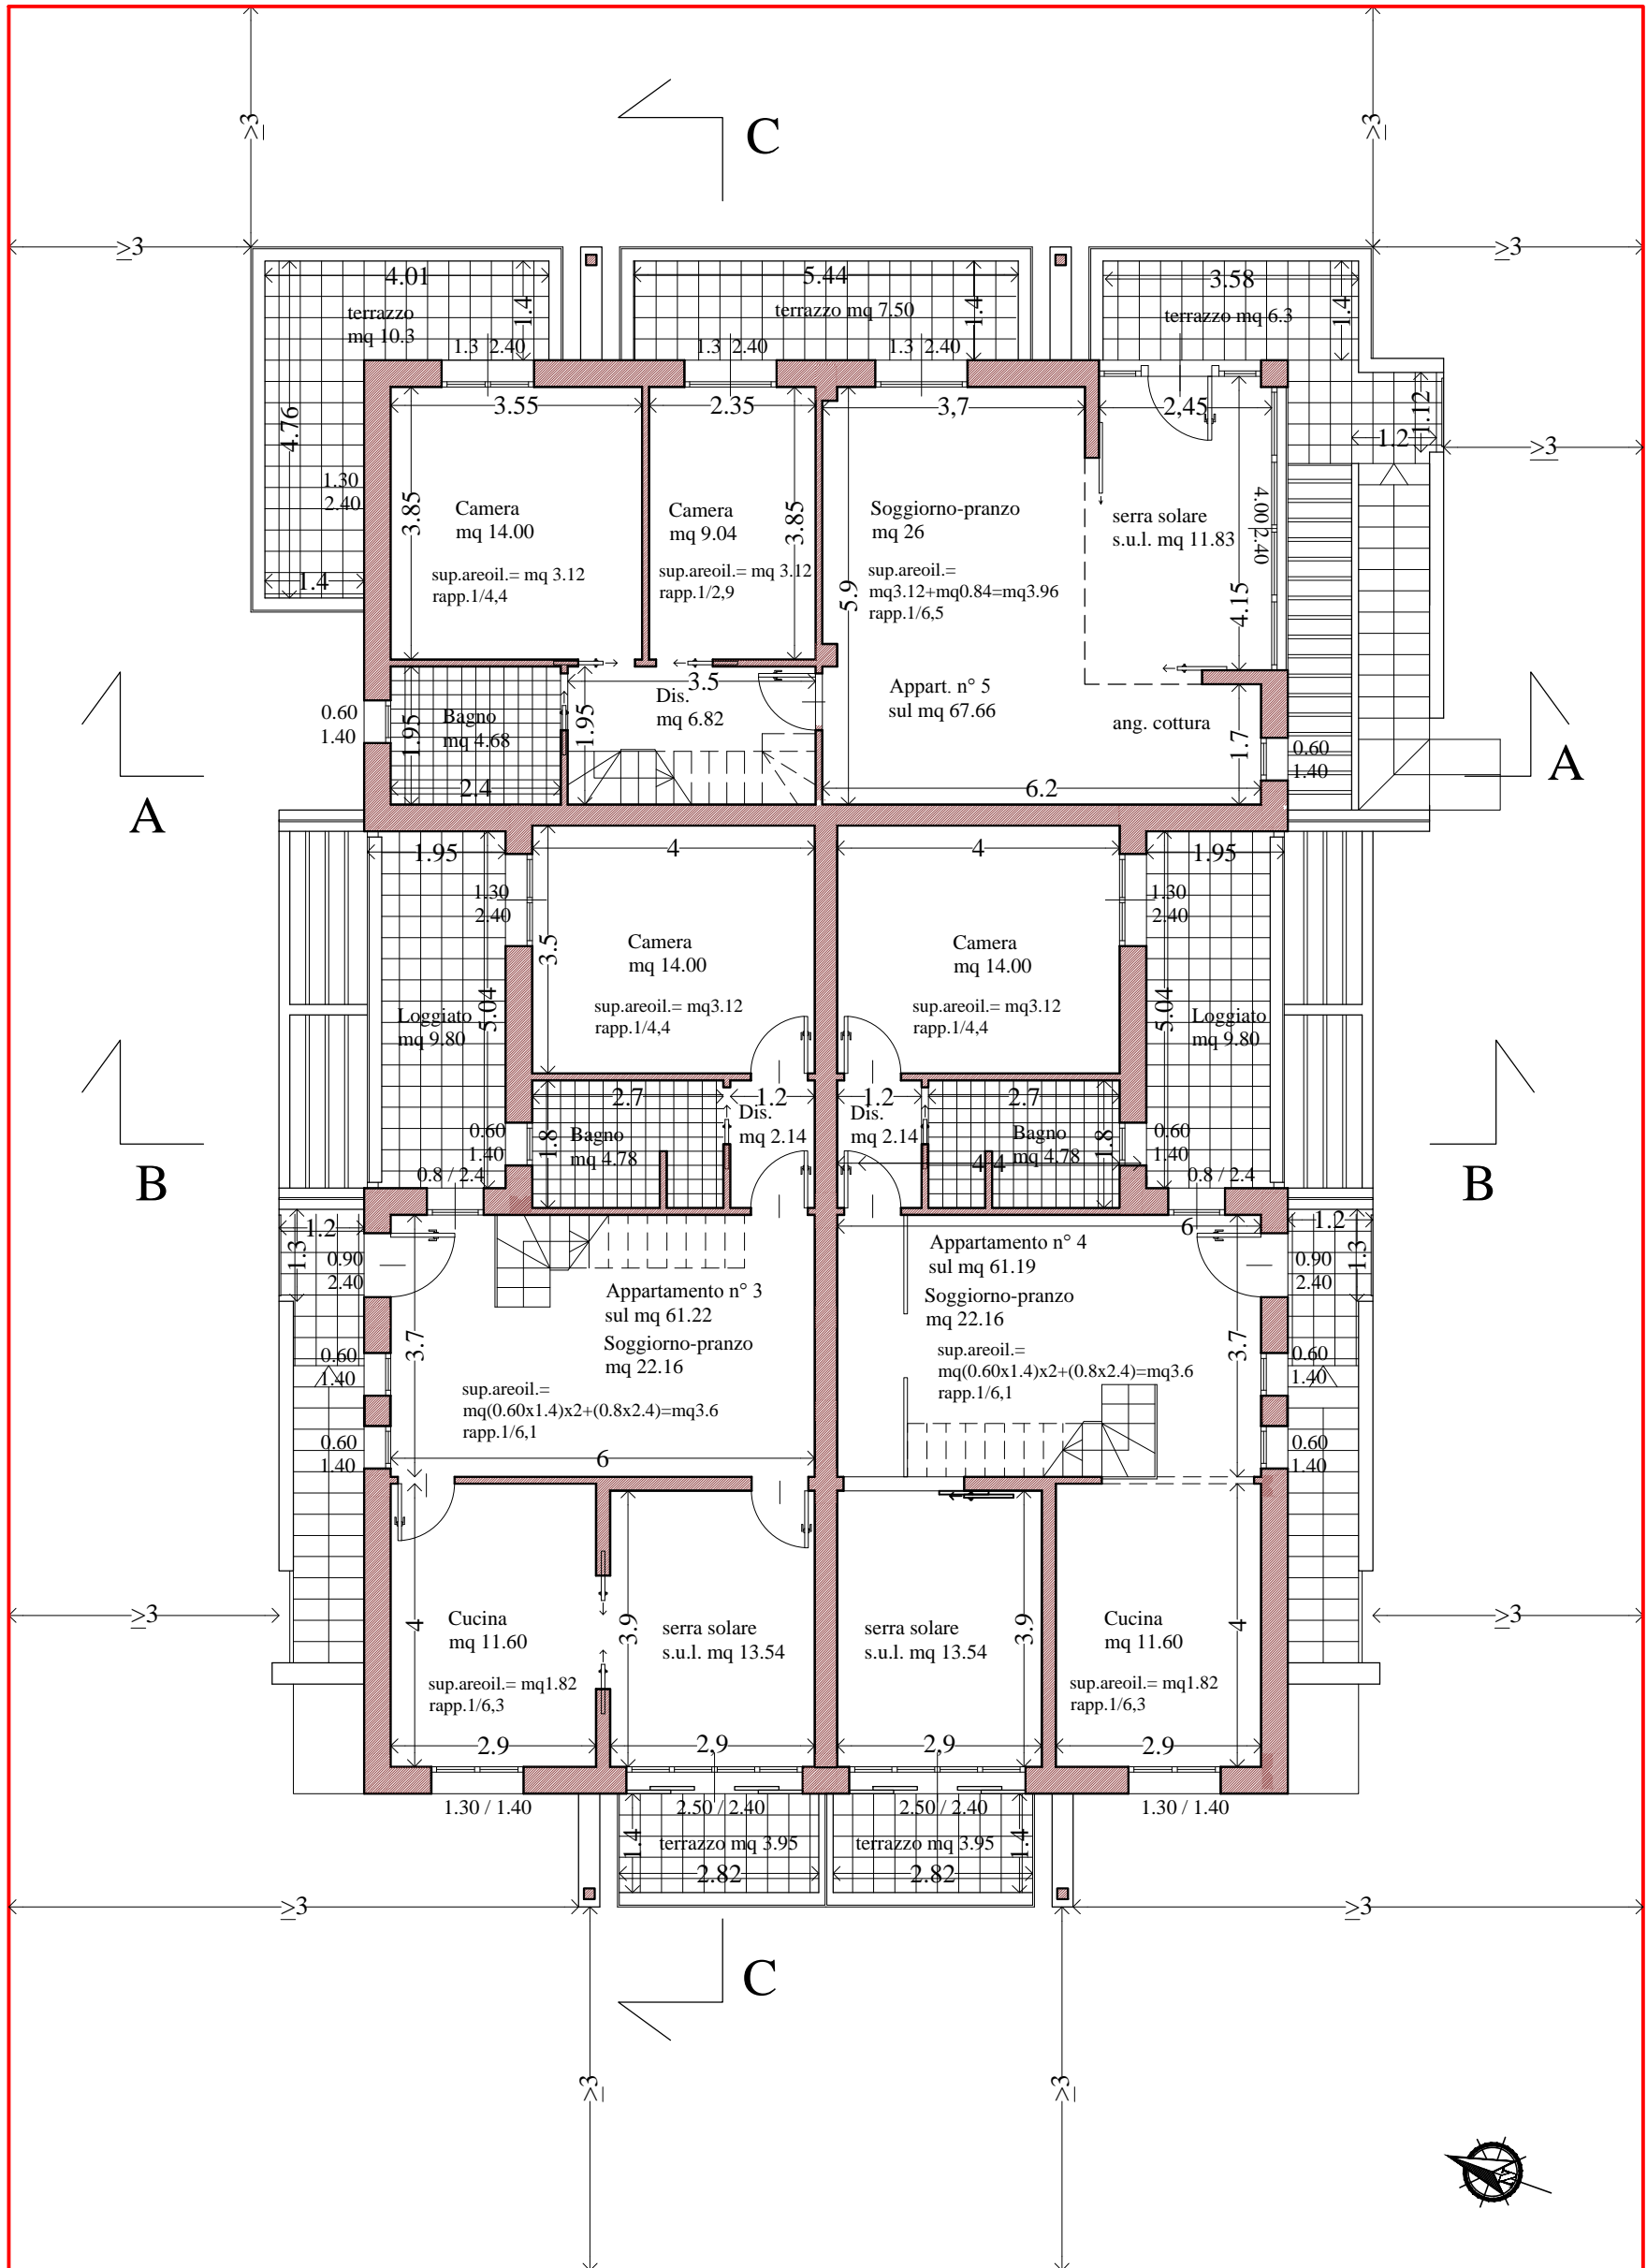 ≥3
≥3
C
≥3
≥3
4.01
1.4
5.44
1.4
3.58
1.4
terrazzo
mq 10.3
terrazzo mq 7.50
terrazzo mq 6.3
1.3 2.40
1.3 2.40
1.3 2.40
4.76
3.55
2.35
3,7
2,45
1.2
1.12
≥3
1.30
2.40
1.4
3.85
Camera
mq 14.00
sup.areoil.= mq 3.12
rapp.1/4,4
Camera
mq 9.04
3.85
sup.areoil.= mq 3.12
rapp.1/2,9
Soggiorno-pranzo
mq 26
sup.areoil.=
mq3.12+mq0.84=mq3.96
rapp.1/6,5
5.9
serra solare
s.u.l. mq 11.83
4.00 2.40
4.15
3.5
Dis.
mq 6.82
1.95
Appart. n° 5
sul mq 67.66
ang. cottura
1.7
0.60
1.40
Bagno
mq 4.68
1.95
2.4
6.2
0.60
1.40
A
A
1.95
4
4
1.95
1.30
2.40
1.30
2.40
3.5
Camera
mq 14.00
Camera
mq 14.00
sup.areoil.= mq3.12
rapp.1/4,4
sup.areoil.= mq3.12
rapp.1/4,4
5.04
Loggiato
mq 9.80
5.04
Loggiato
mq 9.80
2.7
1.2
1.2
2.7
Dis.
mq 2.14
Dis.
mq 2.14
1.8
Bagno
mq 4.78
Bagno
mq 4.78
1.8
0.60
1.40
0.60
1.40
4.4
0.8 / 2.4
0.8 / 2.4
B
B
1.2
1.3
6
1.2
1.3
0.90
2.40
0.90
2.40
Appartamento n° 3
sul mq 61.22
Soggiorno-pranzo
mq 22.16
sup.areoil.=
mq(0.60x1.4)x2+(0.8x2.4)=mq3.6
rapp.1/6,1
Appartamento n° 4
sul mq 61.19
Soggiorno-pranzo
mq 22.16
sup.areoil.=
mq(0.60x1.4)x2+(0.8x2.4)=mq3.6
rapp.1/6,1
3.7
3.7
0.60
1.40
0.60
1.40
0.60
1.40
0.60
1.40
6
≥3
4
Cucina
mq 11.60
sup.areoil.= mq1.82
rapp.1/6,3
3.9
serra solare
s.u.l. mq 13.54
serra solare
s.u.l. mq 13.54
3.9
Cucina
mq 11.60
sup.areoil.= mq1.82
rapp.1/6,3
4
≥3
2.9
2,9
2,9
2.9
1.30 / 1.40
2.50 / 2.40
2.50 / 2.40
1.30 / 1.40
1.4
terrazzo mq 3.95
2.82
terrazzo mq 3.95
2.82
1.4
≥3
≥3
C
≥3
≥3